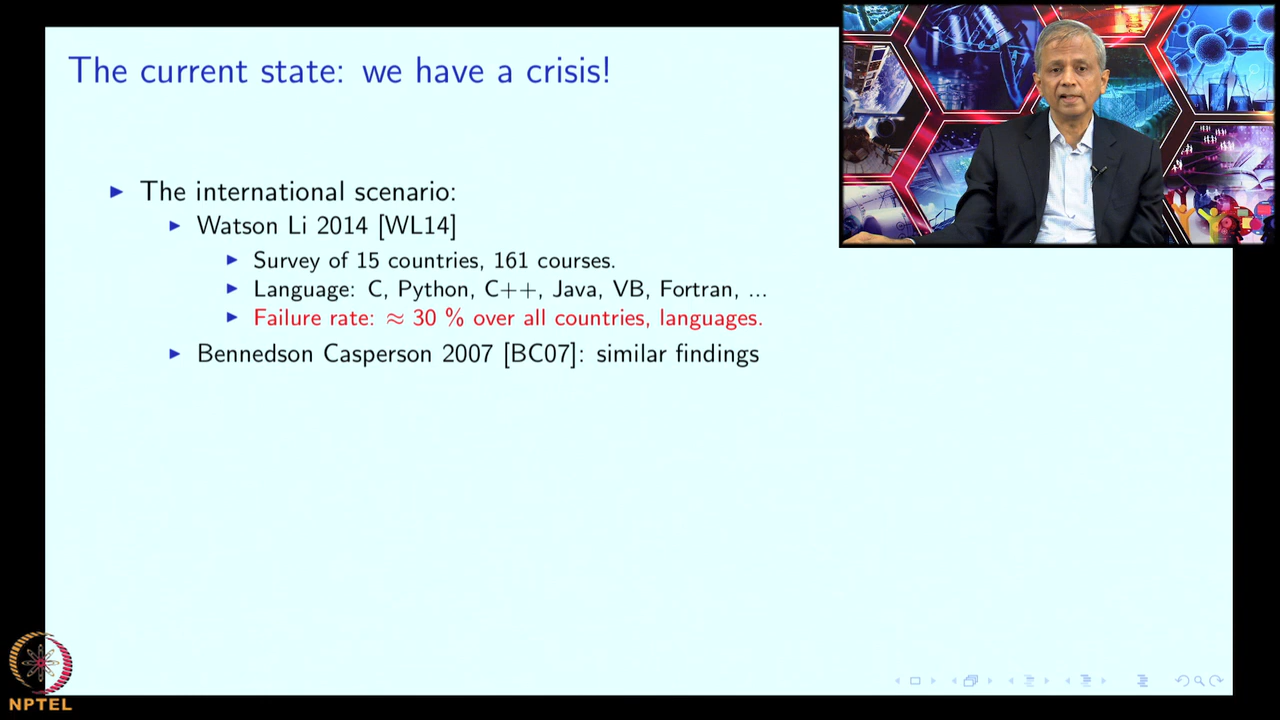 The current state: we have a crisis!
▶ The international scenario:
▶ Watson Li 2014 [WL14]
▶ Survey of 15 countries, 161 courses.
▶ Language: C, Python, C++, Java, VB, Fortran, ...
▶ Failure rate: ≈ 30 % over all countries, languages.
▶ Bennedson Casperson 2007 [BC07]: similar findings
NPTEL